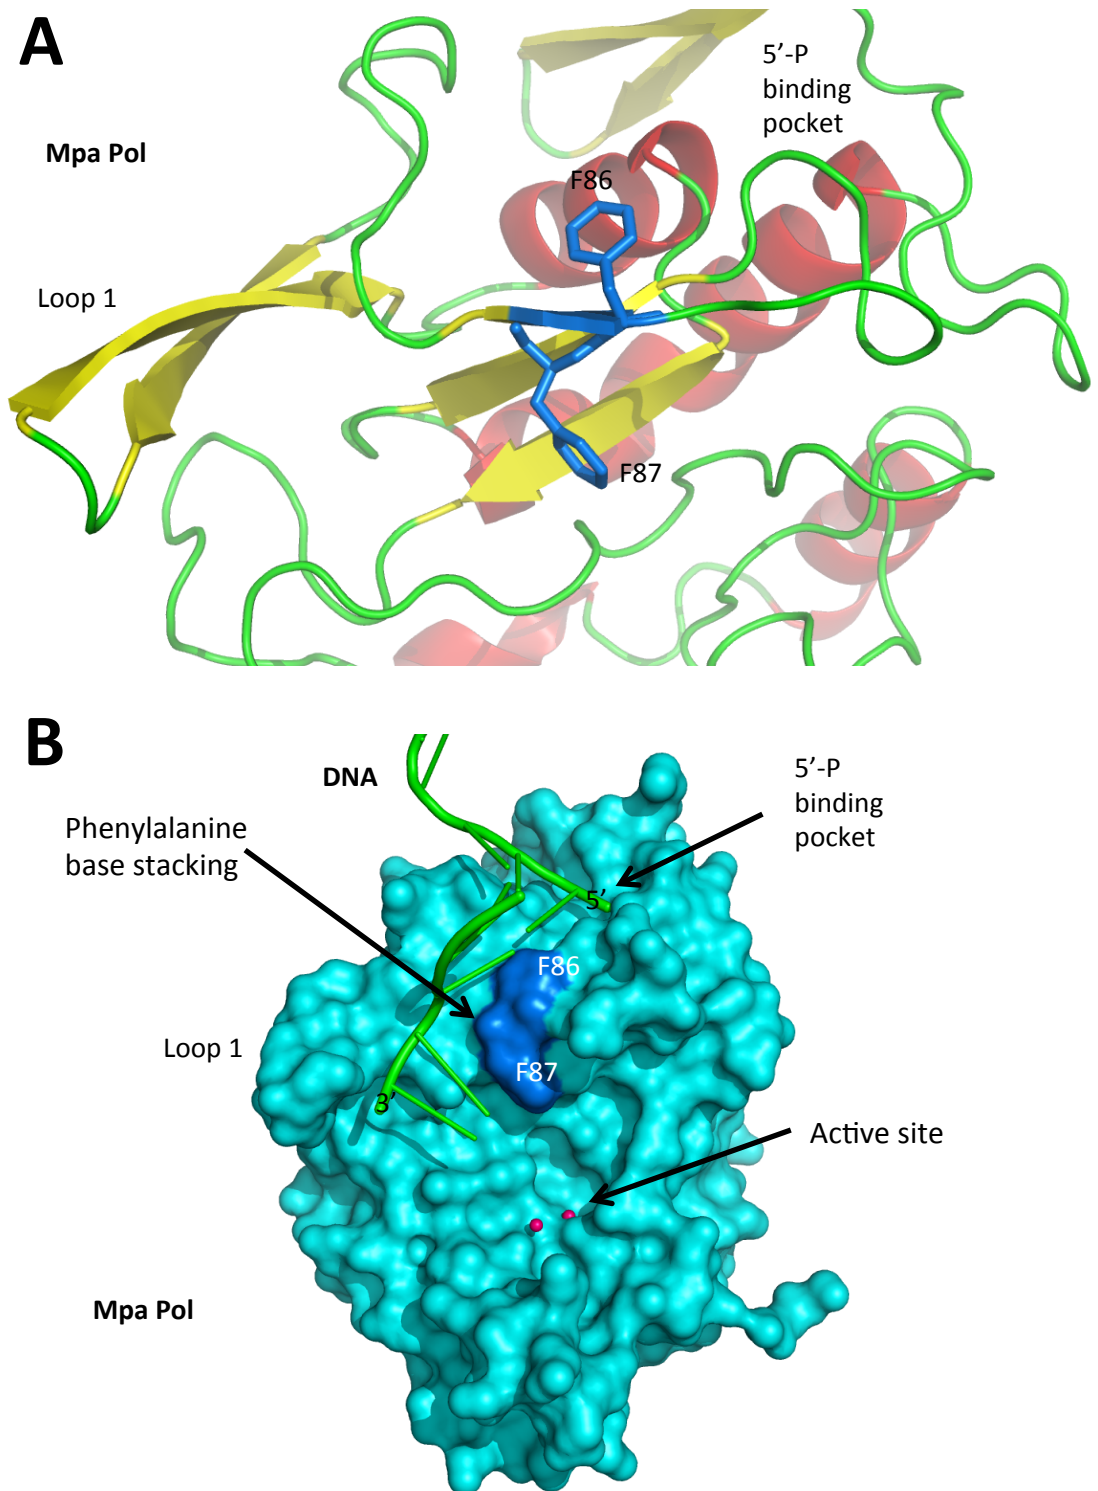 A
5’-P
binding
pocket
Mpa Pol
F86
Loop 1
F87
B
DNA
5’-P
binding
pocket
Phenylalanine
base stacking
5’
F86
Loop 1
F87
3’
Active site
Mpa Pol